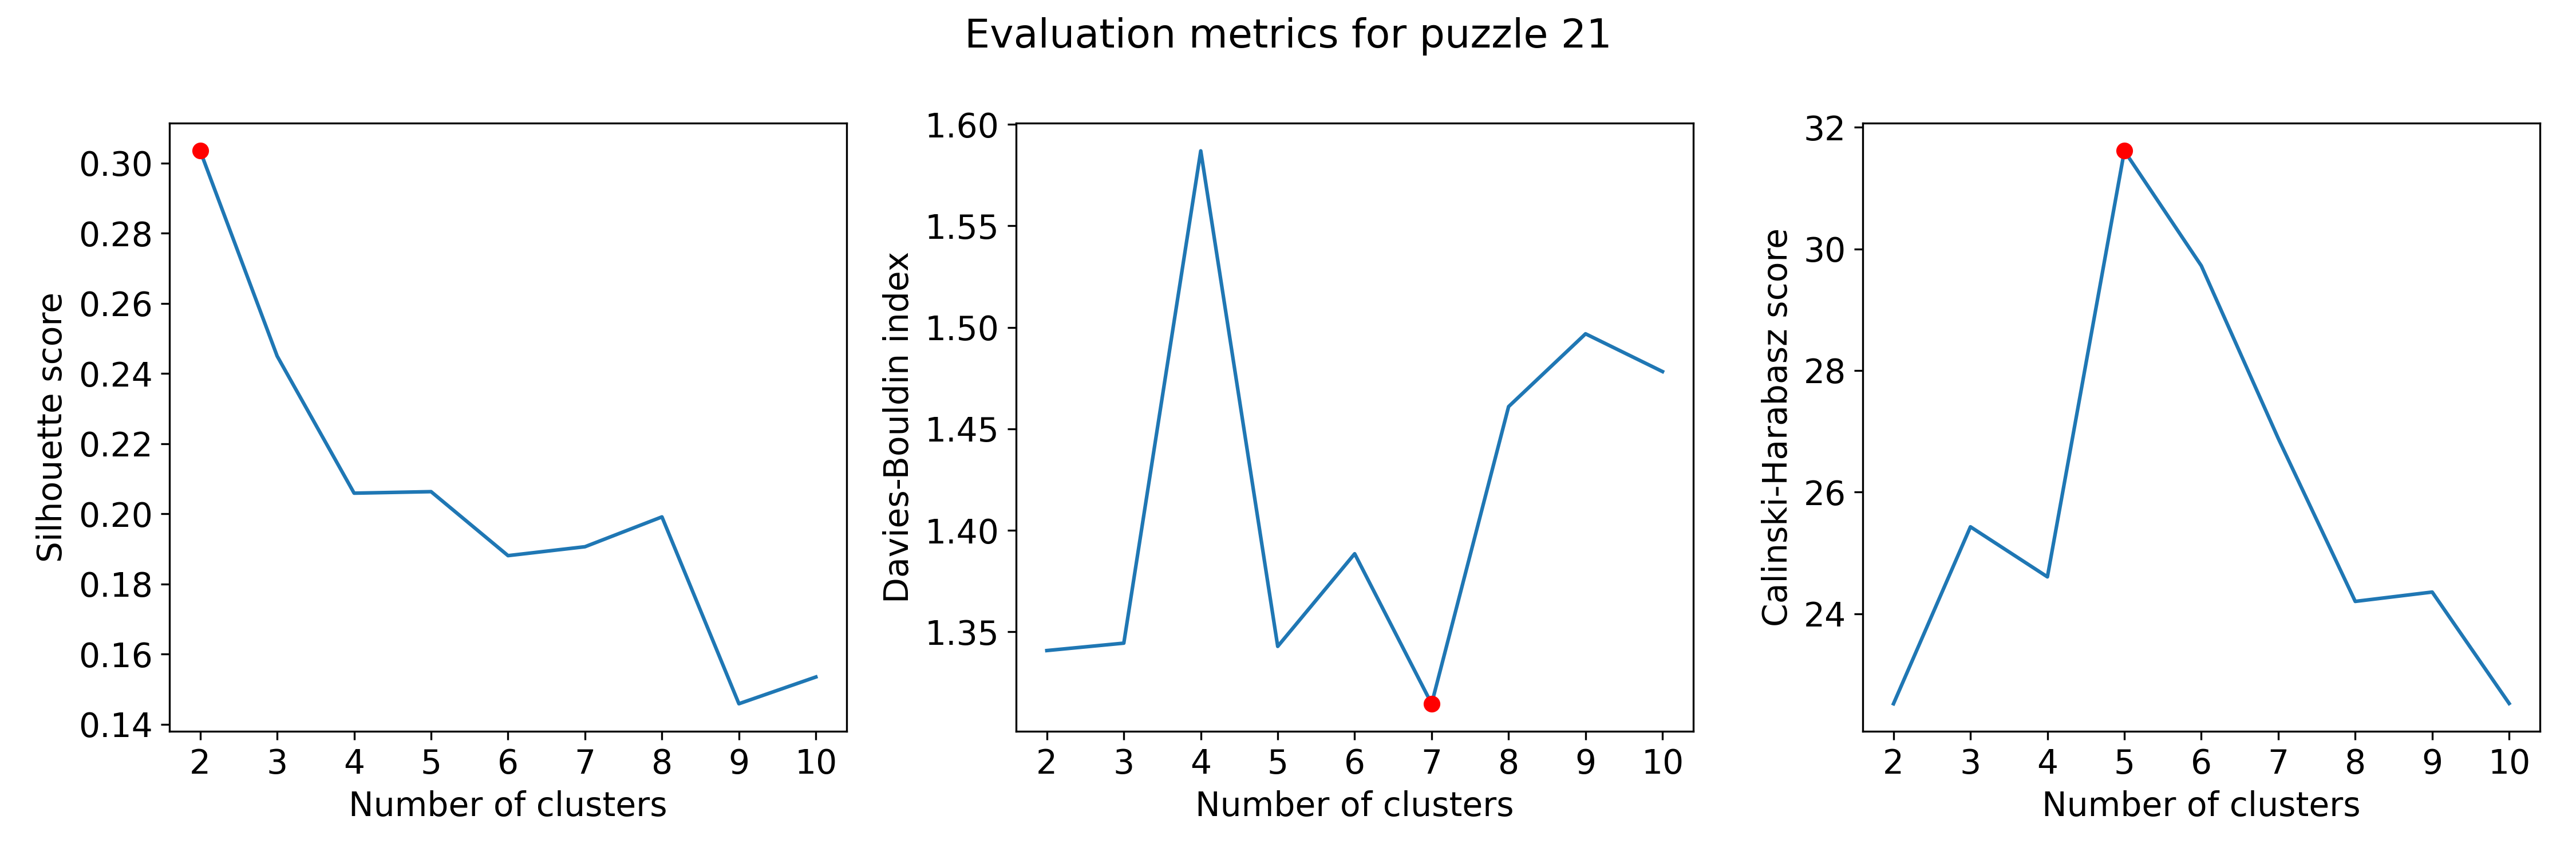 Evaluation metrics for puzzle 21
Silhouette score
0.30
0.28
0.26
0.24
0.22
0.20
0.18
0.16
0.14
2 3 4 5 6 7 8 9 10
Number of clusters
Davies-Bouldin index
1.60
1.55
1.50
1.45
1.40
1.35
2 3 4 5 6 7 8 9 10
Number of clusters
Calinski-Harabasz score
32
30
28
26
24
2 3 4 5 6 7 8 9 10
Number of clusters